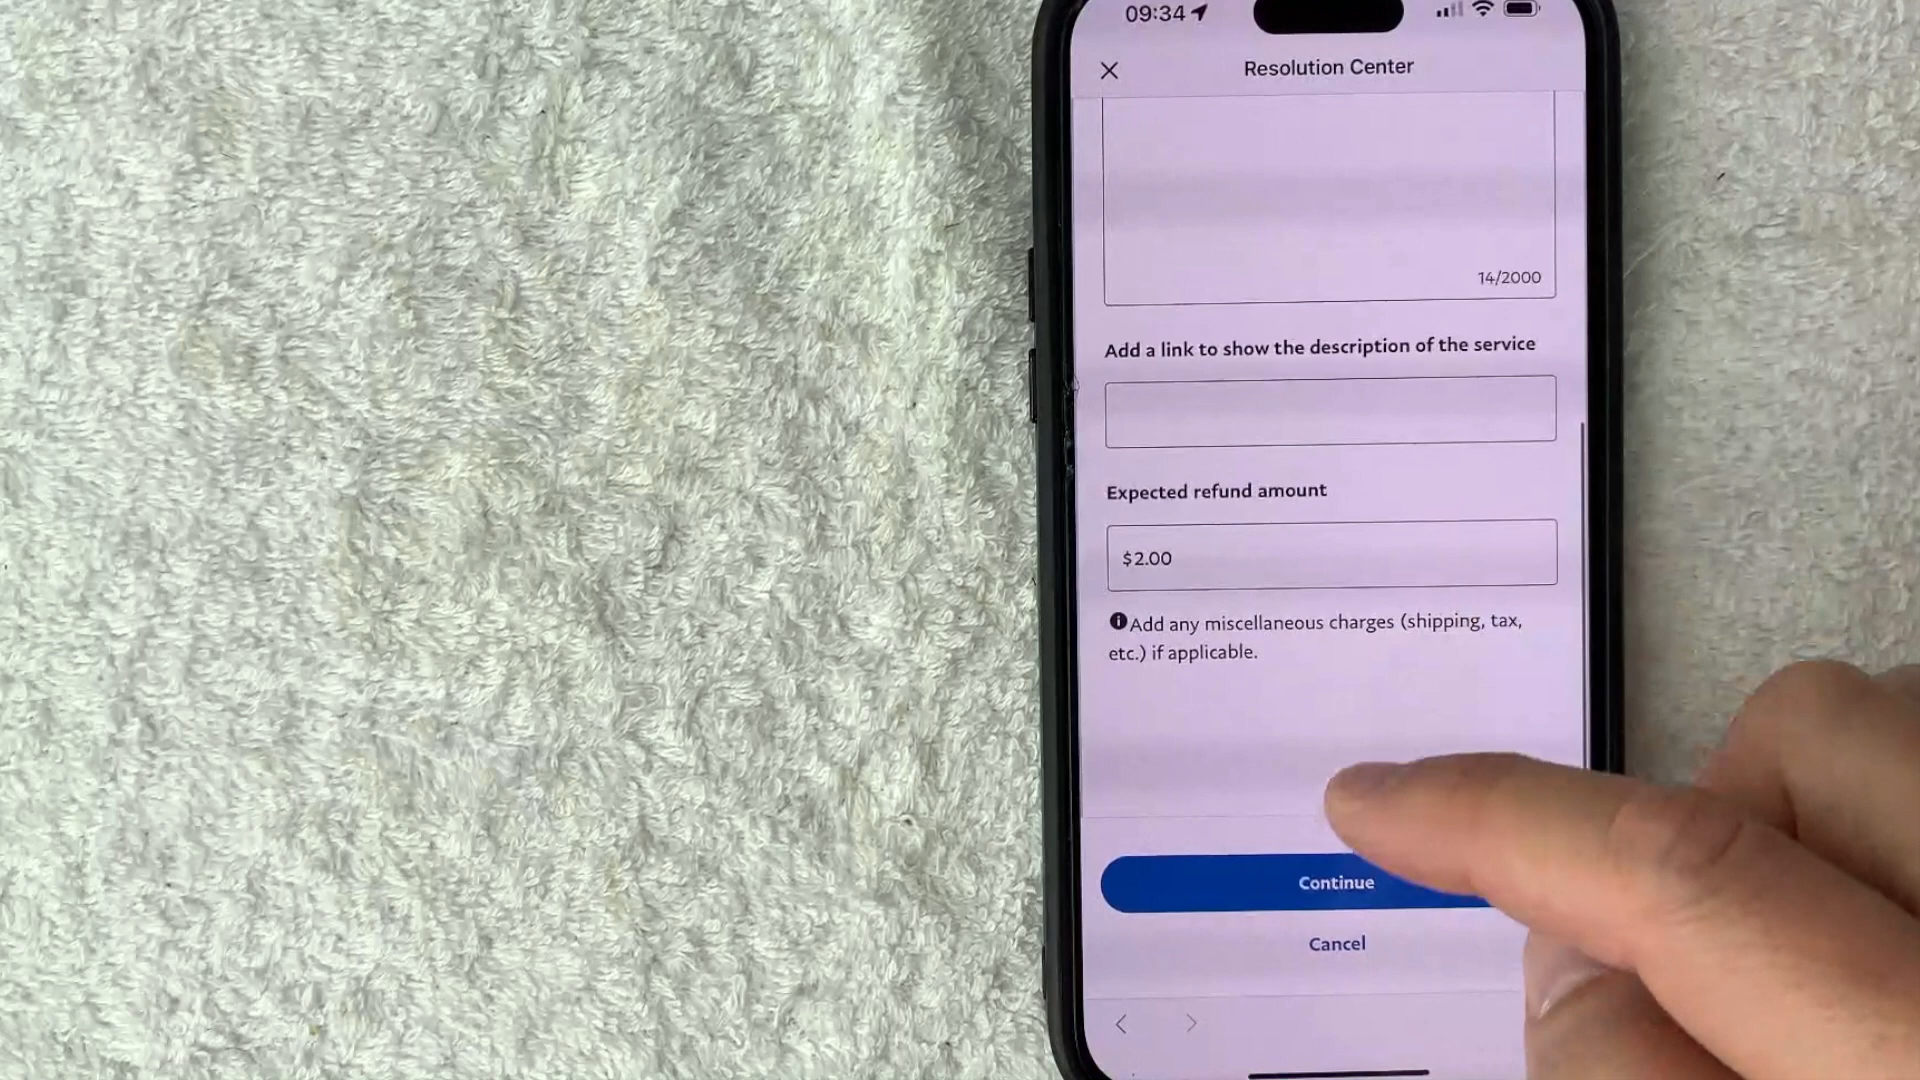 09:34
Resolution Center
14/2000
Add a link to show the description of the service
Expected refund amount
$2.00
Add any miscellaneous charges (shipping, tax,
etc.) if applicable.
Continue
Cancel